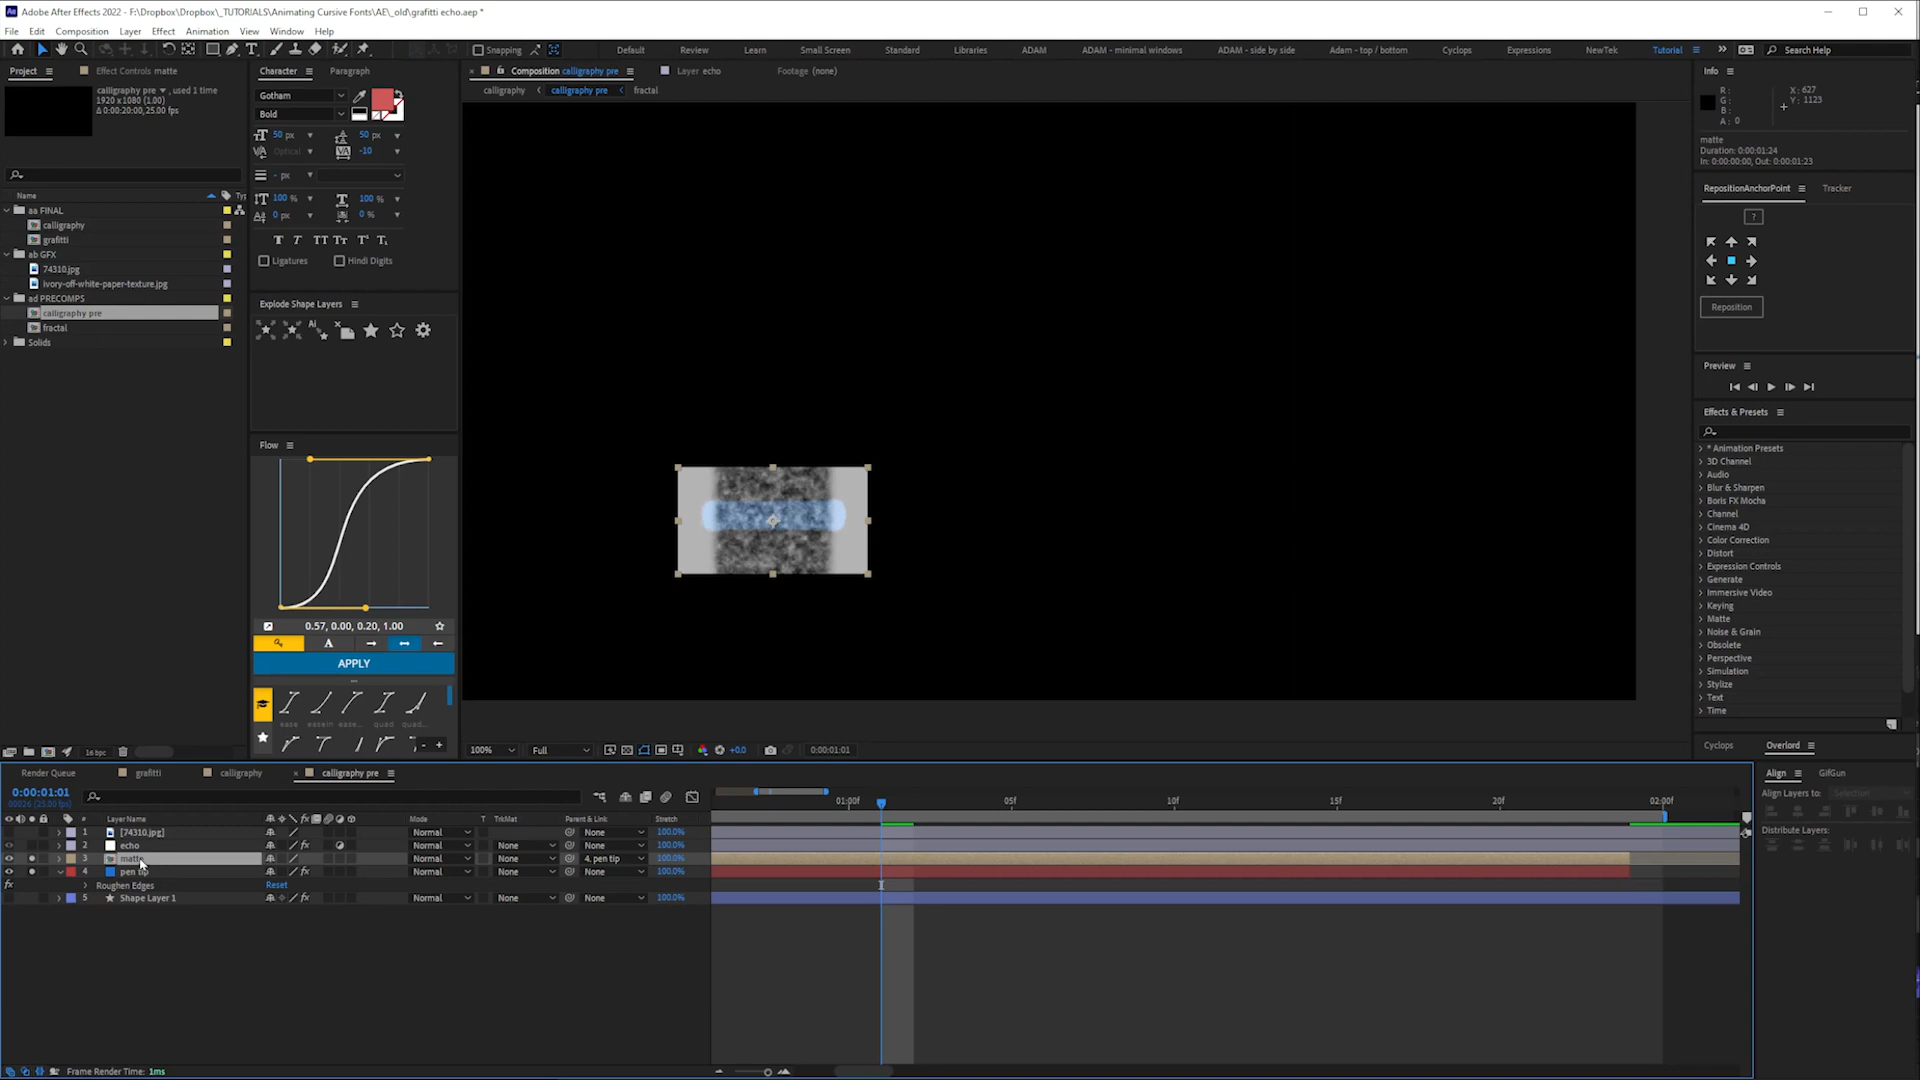 Adobe After Effects 2022 - F:\Dropbox\Dropbox\_TUTORIALS\Animating Cursive Fonts\AE\_old\grafitti echo.aep *
File Edit Composition Layer Effect Animation View Window Help
Snapping Default Review Learn Small Screen Standard Libraries ADAM ADAM - minimal windows ADAM - side by side Adam - top / bottom Cyclops Expressions NewTek Tutorial Search Help
Project Effect Controls matte Character Paragraph Composition calligraphy pre Layer echo Footage (none) Info
calligraphy pre , used 1 time
1920 x 1080 (1.00)
Δ 0:00:20:00, 25.00 fps
Gotham
Bold
50 px 50 px
Optical -10
- px
100 % 100 %
0 px 0 %
T T TT Tr T¹ T₁
Ligatures Hindi Digits
calligraphy calligraphy pre fractal
R :
G :
B :
A : 0
X : 627
Y : 1123
matte
Duration: 0:00:01:24
In: 0:00:00:00, Out: 0:00:01:23
RepositionAnchorPoint Tracker
?
Reposition
Name
aa FINAL
calligraphy
grafitti
ab GFX
74310.jpg
ivory-off-white-paper-texture.jpg
ad PRECOMPS
calligraphy pre
fractal
Solids
Explode Shape Layers
Flow
0.57, 0.00, 0.20, 1.00
A
APPLY
ease easein ease... quad quad...
Preview
Effects & Presets
* Animation Presets
3D Channel
Audio
Blur & Sharpen
Boris FX Mocha
Channel
Cinema 4D
Color Correction
Distort
Expression Controls
Generate
Immersive Video
Keying
Matte
Noise & Grain
Obsolete
Perspective
Simulation
Stylize
Text
Time
16 bpc
100% Full +0.0 0:00:01:01
Cyclops Overlord
Render Queue grafitti calligraphy calligraphy pre
Align GifGun
0:00:01:01
00026 (25.00 fps)
Align Layers to: Selection
Distribute Layers:
01:00f 05f 10f 15f 20f 02:00f
# Layer Name Mode T TrkMat Parent & Link Stretch
1 [74310.jpg] Normal None 100.0%
2 echo Normal None None 100.0%
3 Normal None 4. pen tip 100.0%
4 Normal None None 100.0%
Roughen Edges Reset
5 Shape Layer 1 Normal None None 100.0%
Frame Render Time: 1ms